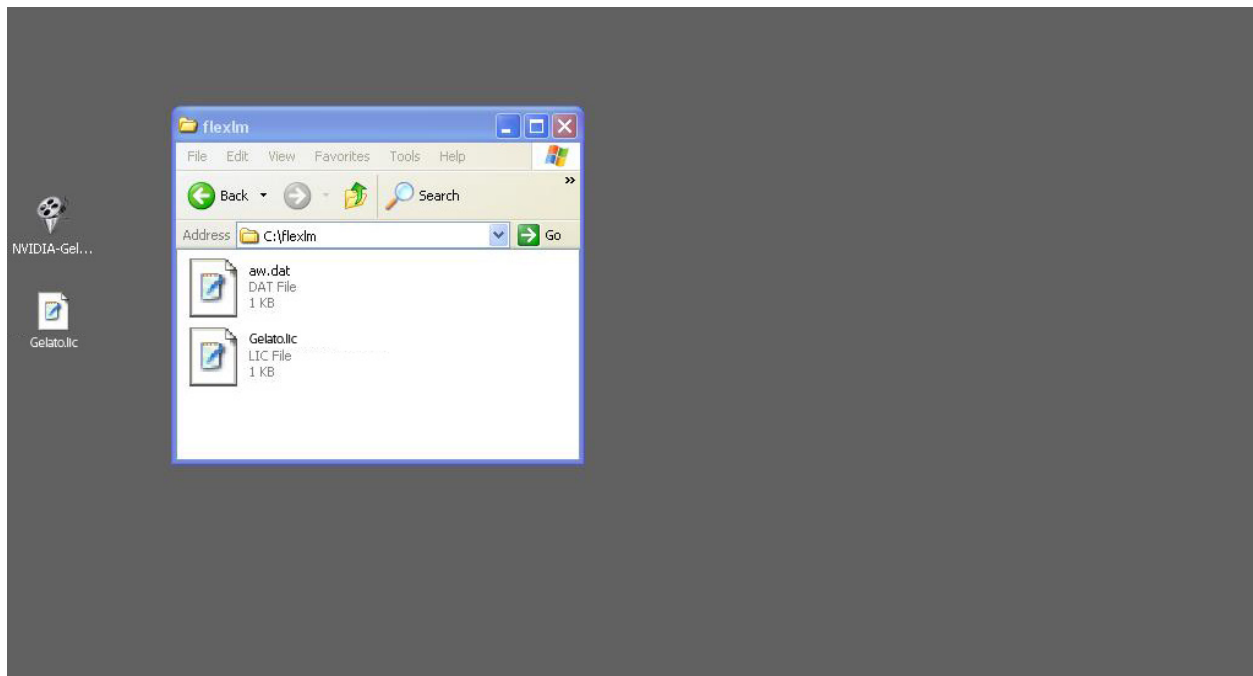 flexlm
File Edit View Favorites Tools Help
Back Search »
Address C:\flexlm Go
aw.dat
DAT File
1 KB
Gelato.lic
LIC File
1 KB
NVIDIA-Gel...
Gelato.lic